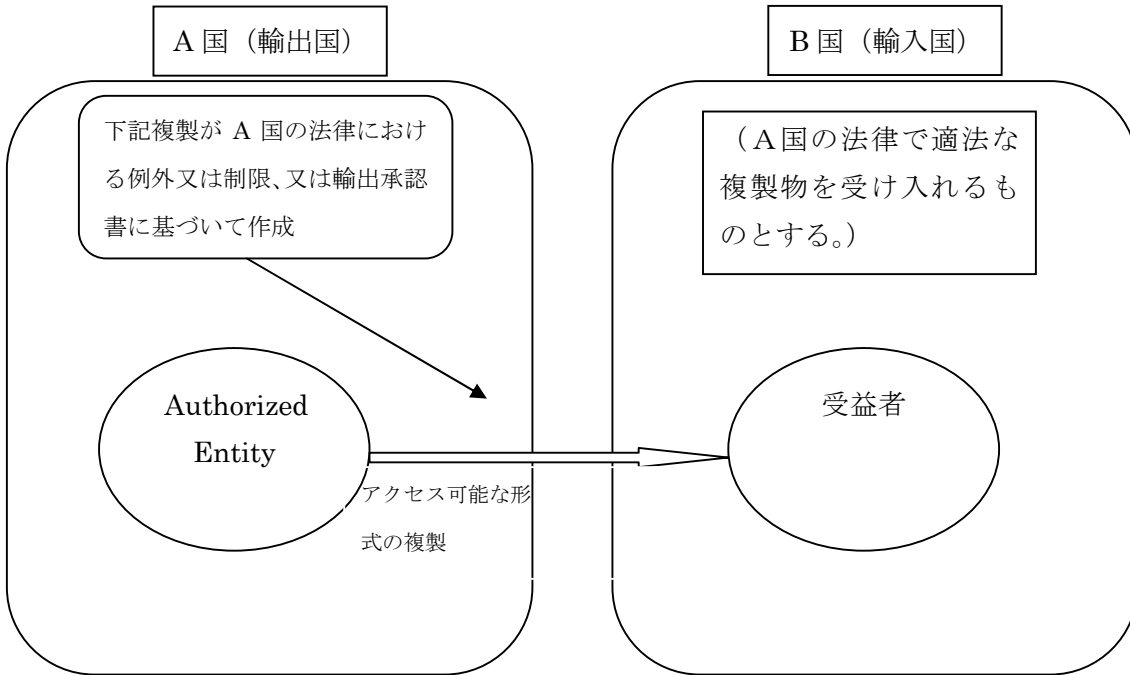 A 国（輸出国）
B 国（輸入国）
下記複製が A 国の法律におけ
る例外又は制限、又は輸出承認
書に基づいて作成
（Ａ国の法律で適法な
複製物を受け入れるも
のとする。）
Authorized
Entity
受益者
アクセス可能な形
式の複製